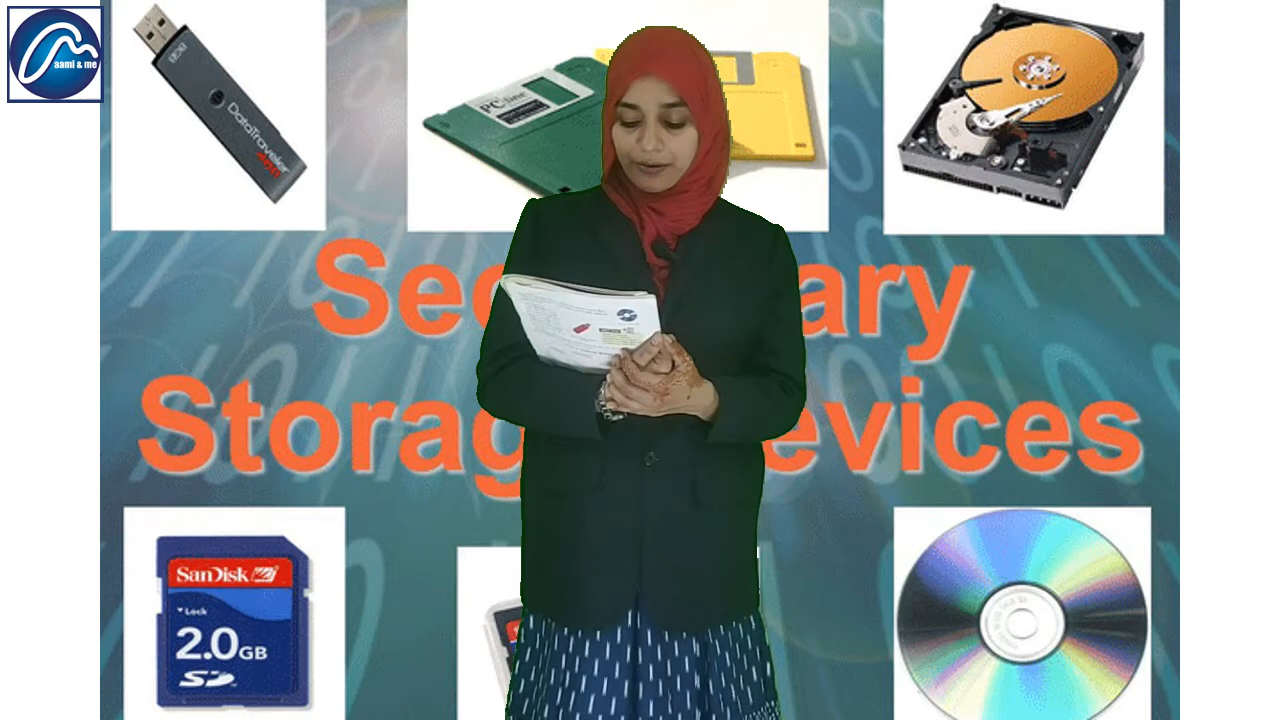 aami & me
DataTraveler
PC-line
Sec ary
Storag evices
SanDisk
Lock
2.0GB
SD